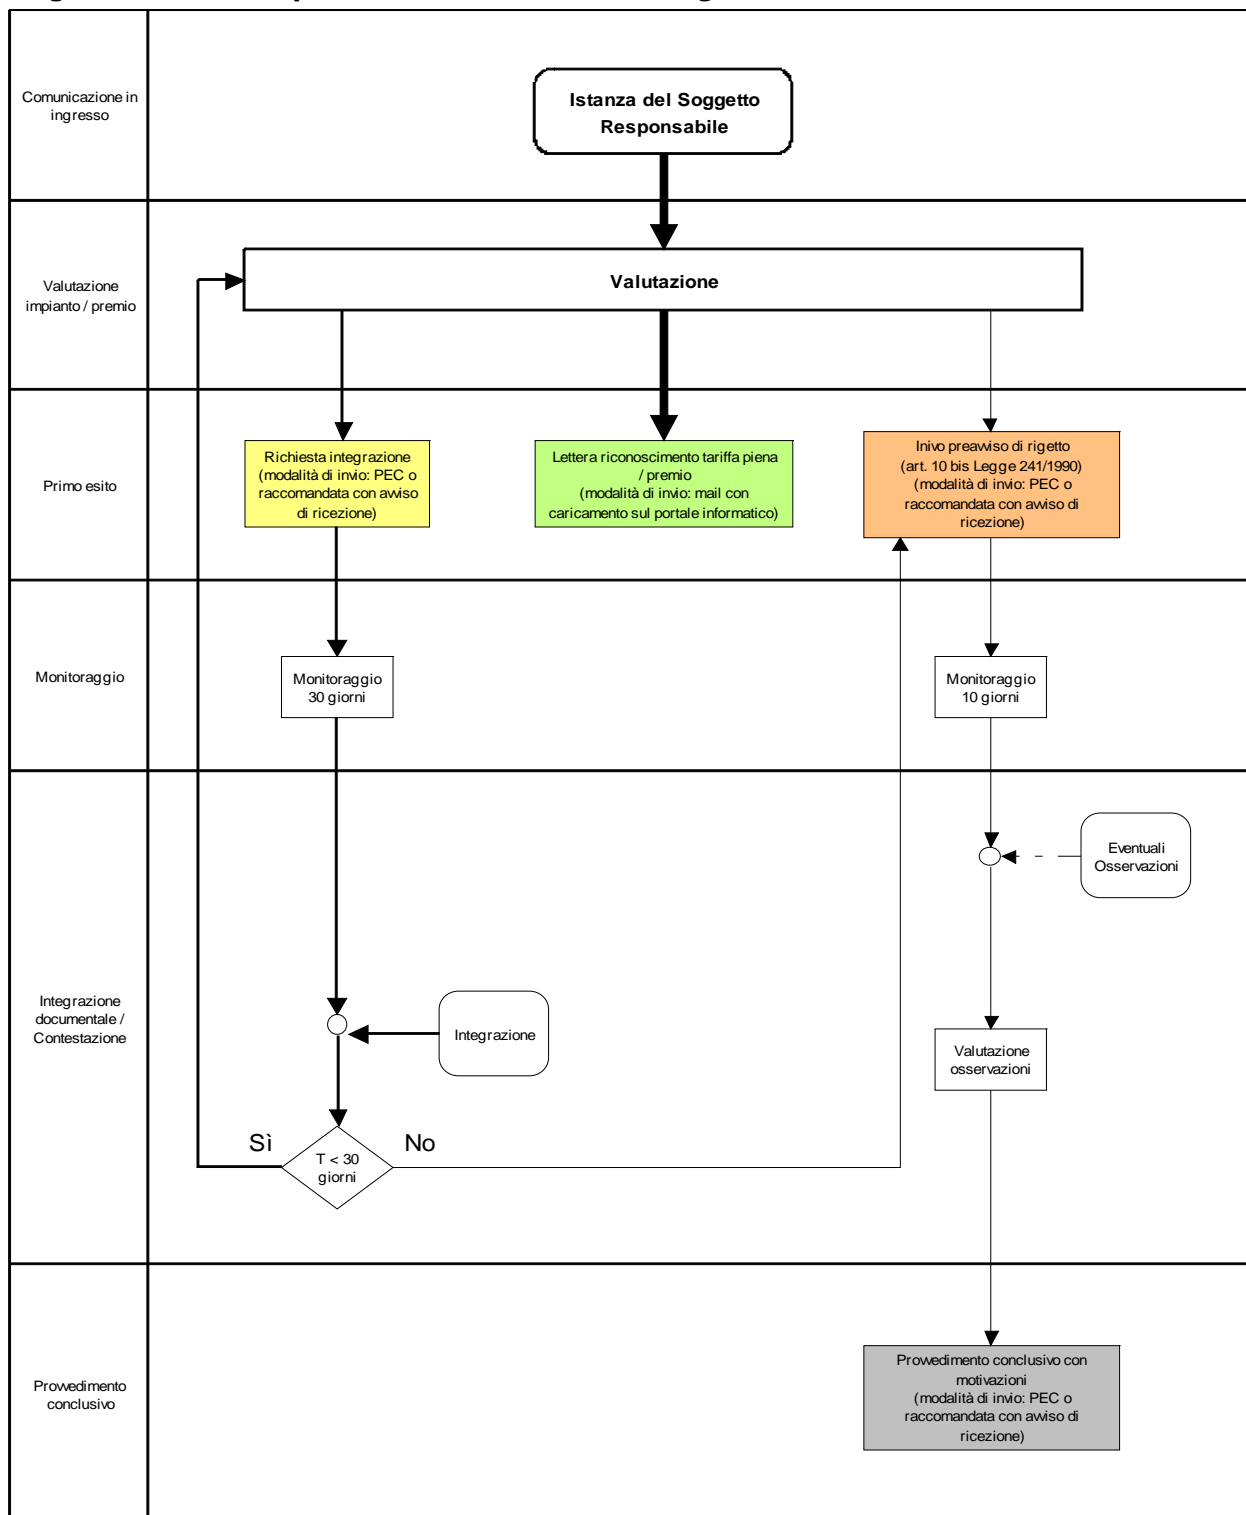 Comunicazione in
ingresso
Istanza del Soggetto
Responsabile
Valutazione
impianto / premio
Valutazione
Primo esito
Richiesta integrazione
(modalità di invio: PEC o
raccomandata con avviso
di ricezione)
Lettera riconoscimento tariffa piena
/ premio
(modalità di invio: mail con
caricamento sul portale informatico)
Inivo preavviso di rigetto
(art. 10 bis Legge 241/1990)
(modalità di invio: PEC o
raccomandata con avviso di
ricezione)
Monitoraggio
Monitoraggio
30 giorni
Monitoraggio
10 giorni
Integrazione
documentale /
Contestazione
Eventuali
Osservazioni
Integrazione
Valutazione
osservazioni
Sì
T < 30
giorni
No
Provvedimento
conclusivo
Provvedimento conclusivo con
motivazioni
(modalità di invio: PEC o
raccomandata con avviso di
ricezione)